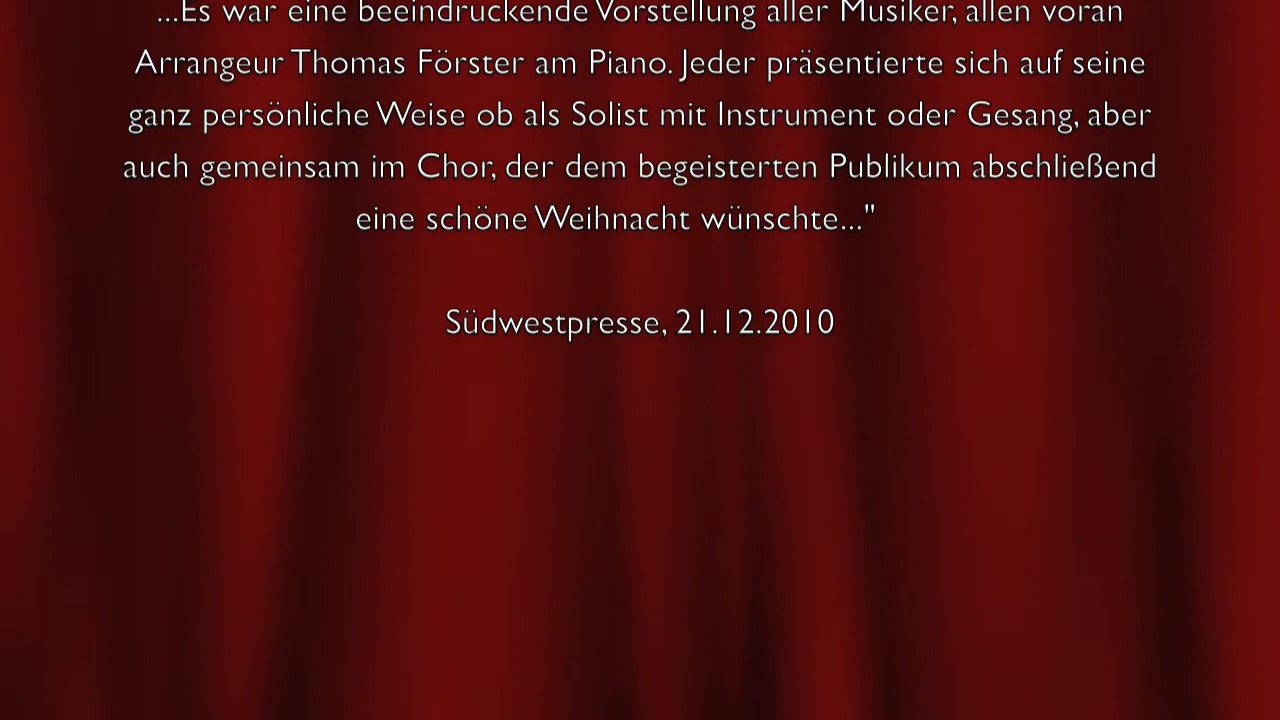 ...Es war eine beeindruckende Vorstellung aller Musiker, allen voran
Arrangeur Thomas Förster am Piano. Jeder präsentierte sich auf seine
ganz persönliche Weise ob als Solist mit Instrument oder Gesang, aber
auch gemeinsam im Chor, der dem begeisterten Publikum abschließend
eine schöne Weihnacht wünschte..."
Südwestpresse, 21.12.2010